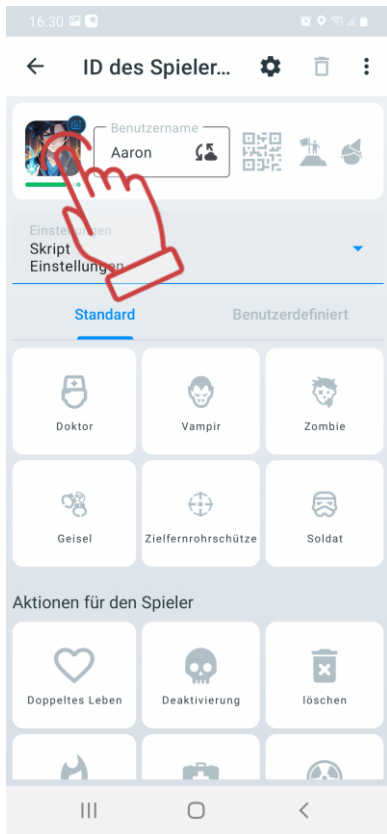 16:30
ID des Spieler...
Benutzername
Aaron
Einstellungen
Skript
Einstellungen
Standard
Benutzerdefiniert
Doktor
Vampir
Zombie
Geisel
Zielfernrohrschütze
Soldat
Aktionen für den Spieler
Doppeltes Leben
Deaktivierung
löschen